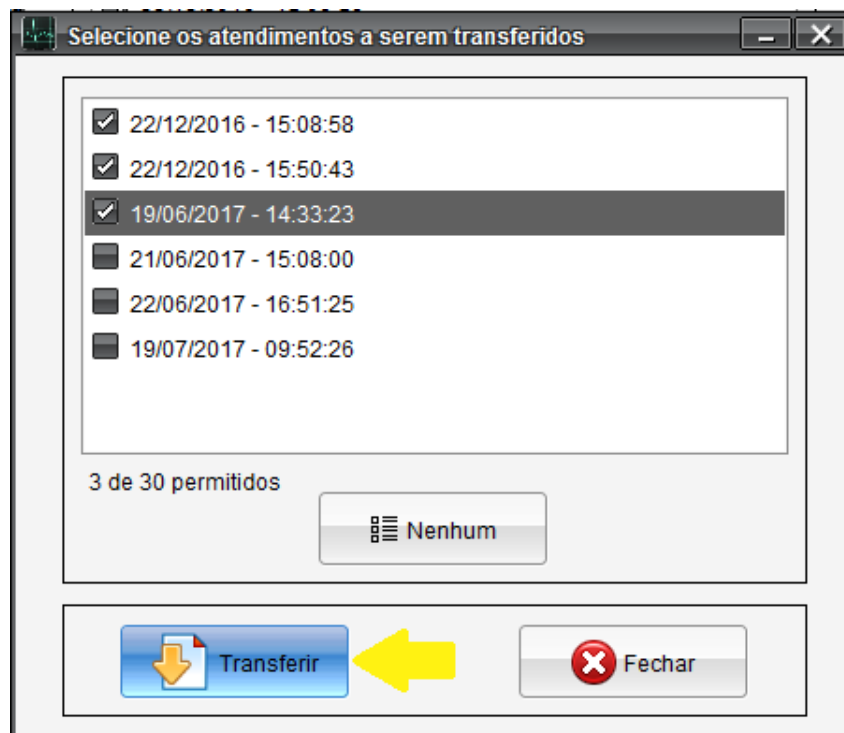 Selecione os atendimentos a serem transferidos
22/12/2016 - 15:08:58
22/12/2016 - 15:50:43
19/06/2017 - 14:33:23
21/06/2017 - 15:08:00
22/06/2017 - 16:51:25
19/07/2017 - 09:52:26
3 de 30 permitidos
Nenhum
Transferir
Fechar